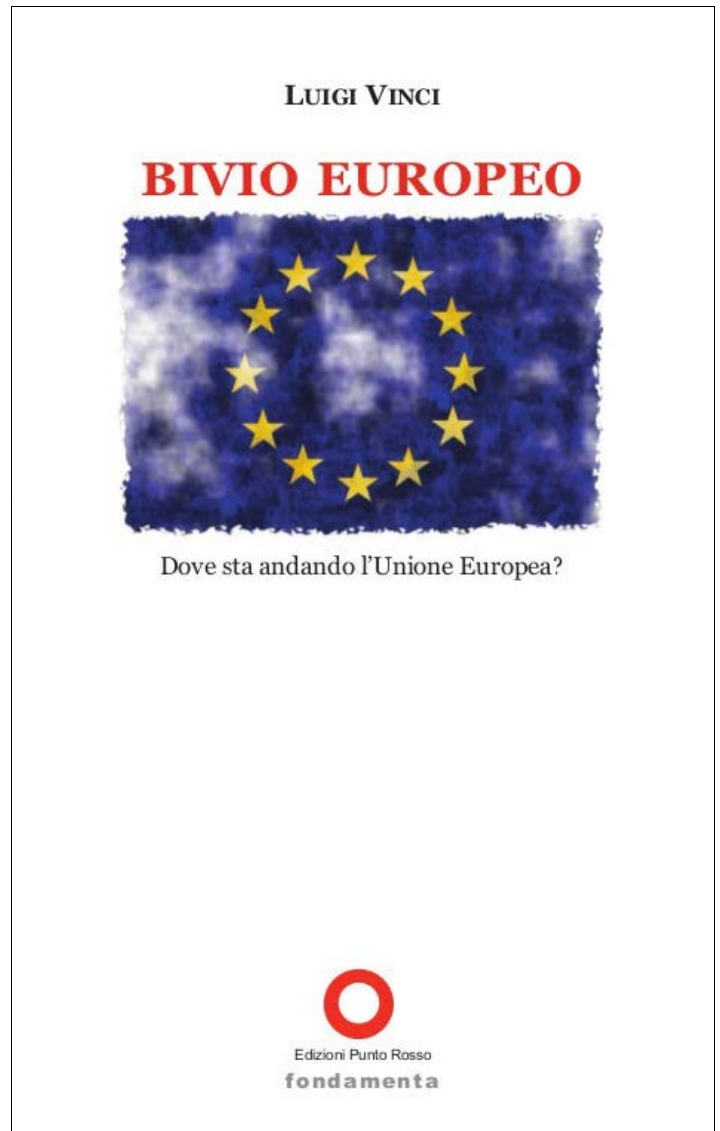 LUIGI VINCI
BIVIO EUROPEO
Dove sta andando l’Unione Europea?
Edizioni Punto Rosso
fondamenta